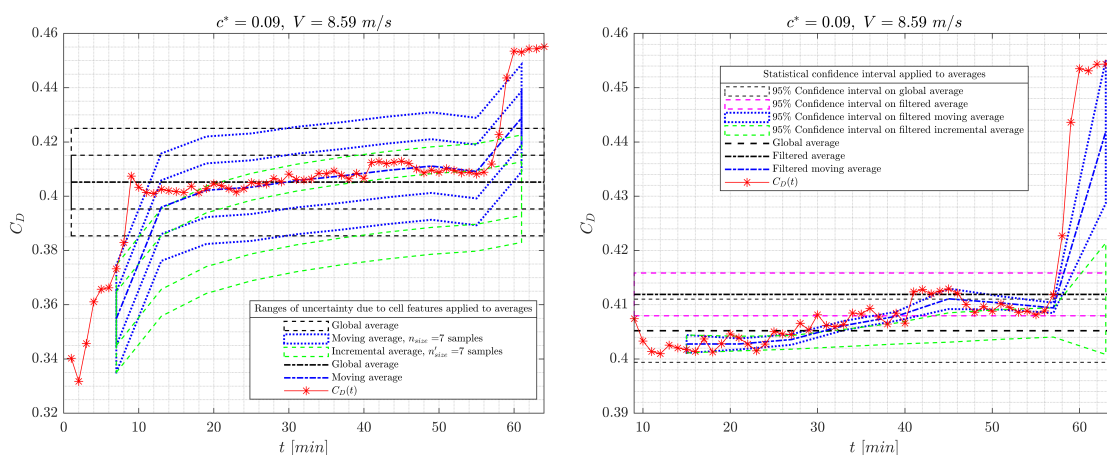 c* = 0.09, V = 8.59 m/s
0.46
0.44
0.42
0.4
0.38
0.36
0.34
0.32
C_D
Ranges of uncertainty due to cell features applied to averages
Global average
Moving average, n_size =7 samples
Incremental average, n'_size =7 samples
Global average
Moving average
C_D(t)
0 10 20 30 40 50 60
t [min]
c* = 0.09, V = 8.59 m/s
0.46
0.45
0.44
0.43
0.42
0.41
0.4
0.39
C_D
Statistical confidence interval applied to averages
95% Confidence interval on global average
95% Confidence interval on filtered average
95% Confidence interval on filtered moving average
95% Confidence interval on filtered incremental average
Global average
Filtered average
Filtered moving average
C_D(t)
10 20 30 40 50 60
t [min]